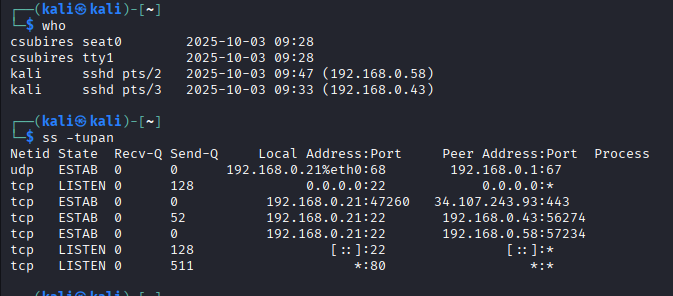 ┌──(kali㉿kali)-[~]
└─$ who
csubires seat0        2025-10-03 09:28
csubires tty1         2025-10-03 09:28
kali     sshd pts/2   2025-10-03 09:47 (192.168.0.58)
kali     sshd pts/3   2025-10-03 09:33 (192.168.0.43)
┌──(kali㉿kali)-[~]
└─$ ss -tupan
Netid State  Recv-Q Send-Q     Local Address:Port      Peer Address:Port  Process
udp   ESTAB  0      0      192.168.0.21%eth0:68         192.168.0.1:67
tcp   LISTEN 0      128              0.0.0.0:22             0.0.0.0:*
tcp   ESTAB  0      0           192.168.0.21:47260    34.107.243.93:443
tcp   ESTAB  0      52          192.168.0.21:22        192.168.0.43:56274
tcp   ESTAB  0      0           192.168.0.21:22        192.168.0.58:57234
tcp   LISTEN 0      128                 [::]:22                [::]:*
tcp   LISTEN 0      511                    *:80                   *:*
┌──(kali㉿kali)-[~]